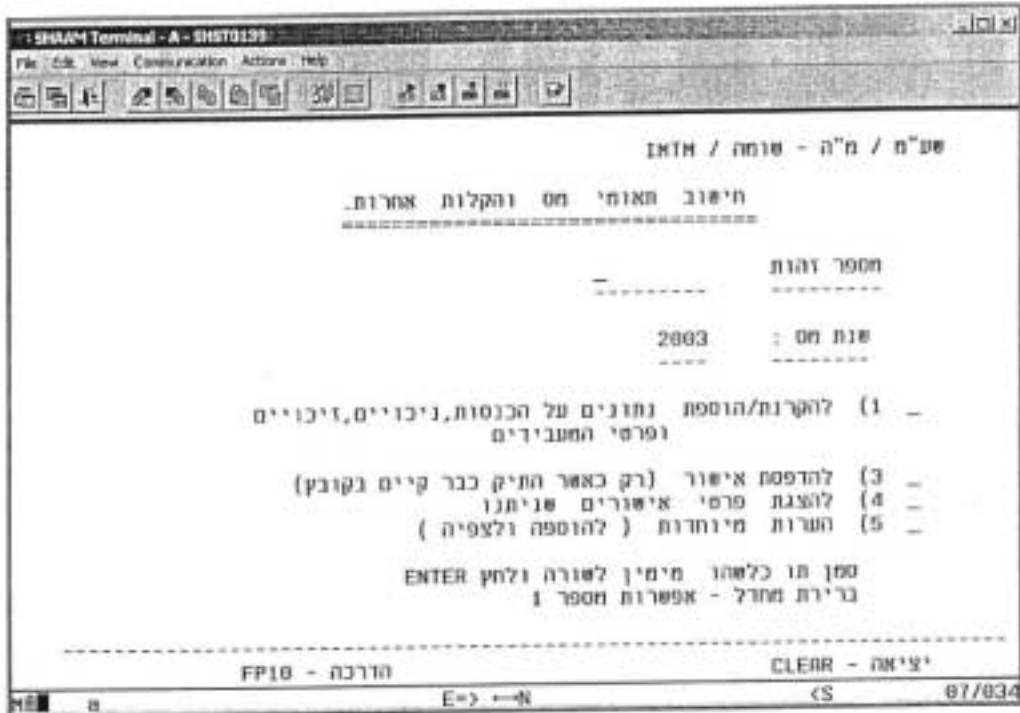 SHAAM Terminal - A - SHST0139
File Edit View Communication Actions Help
שע"מ / מ"ה - שומה / IMTM
חישוב תאומי מס והקלות אחרות.
מספר זהות
שנת מס : 2003
1) להקרנת/הוספת נתונים על הכנסות,ניכויים,זיכויים
ופרטי המעבידים
3) להדפסת אישור (רק כאשר התיק כבר קיים בקובץ)
4) להצגת פרטי אישורים שניתנו
5) הערות מיוחדות ( להוספה ולצפיה )
סמן תו כלשהו מימין לשורה ולחץ ENTER
ברירת מחדל - אפשרות מספר 1
יציאה - CLEAR הדרכה - FP10
a E=> <S 07/034